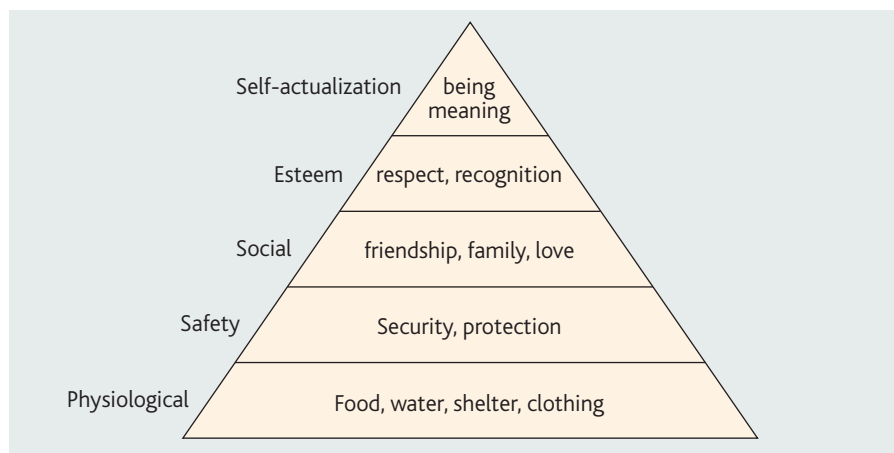 Self-actualization
being
meaning
Esteem
respect, recognition
Social
friendship, family, love
Safety
Security, protection
Physiological
Food, water, shelter, clothing